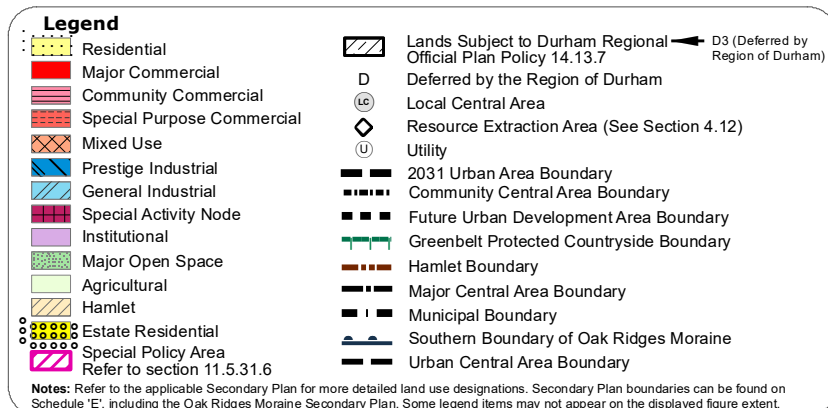 Legend
Residential
Major Commercial
Community Commercial
Special Purpose Commercial
Mixed Use
Prestige Industrial
General Industrial
Special Activity Node
Institutional
Major Open Space
Agricultural
Hamlet
Estate Residential
Special Policy Area
Refer to section 11.5.31.6
Lands Subject to Durham Regional
Official Plan Policy 14.13.7
D3 (Deferred by
Region of Durham)
D Deferred by the Region of Durham
LC Local Central Area
Resource Extraction Area (See Section 4.12)
U Utility
2031 Urban Area Boundary
Community Central Area Boundary
Future Urban Development Area Boundary
Greenbelt Protected Countryside Boundary
Hamlet Boundary
Major Central Area Boundary
Municipal Boundary
Southern Boundary of Oak Ridges Moraine
Urban Central Area Boundary
Notes: Refer to the applicable Secondary Plan for more detailed land use designations. Secondary Plan boundaries can be found on
Schedule 'E', including the Oak Ridges Moraine Secondary Plan. Some legend items may not appear on the displayed figure extent.